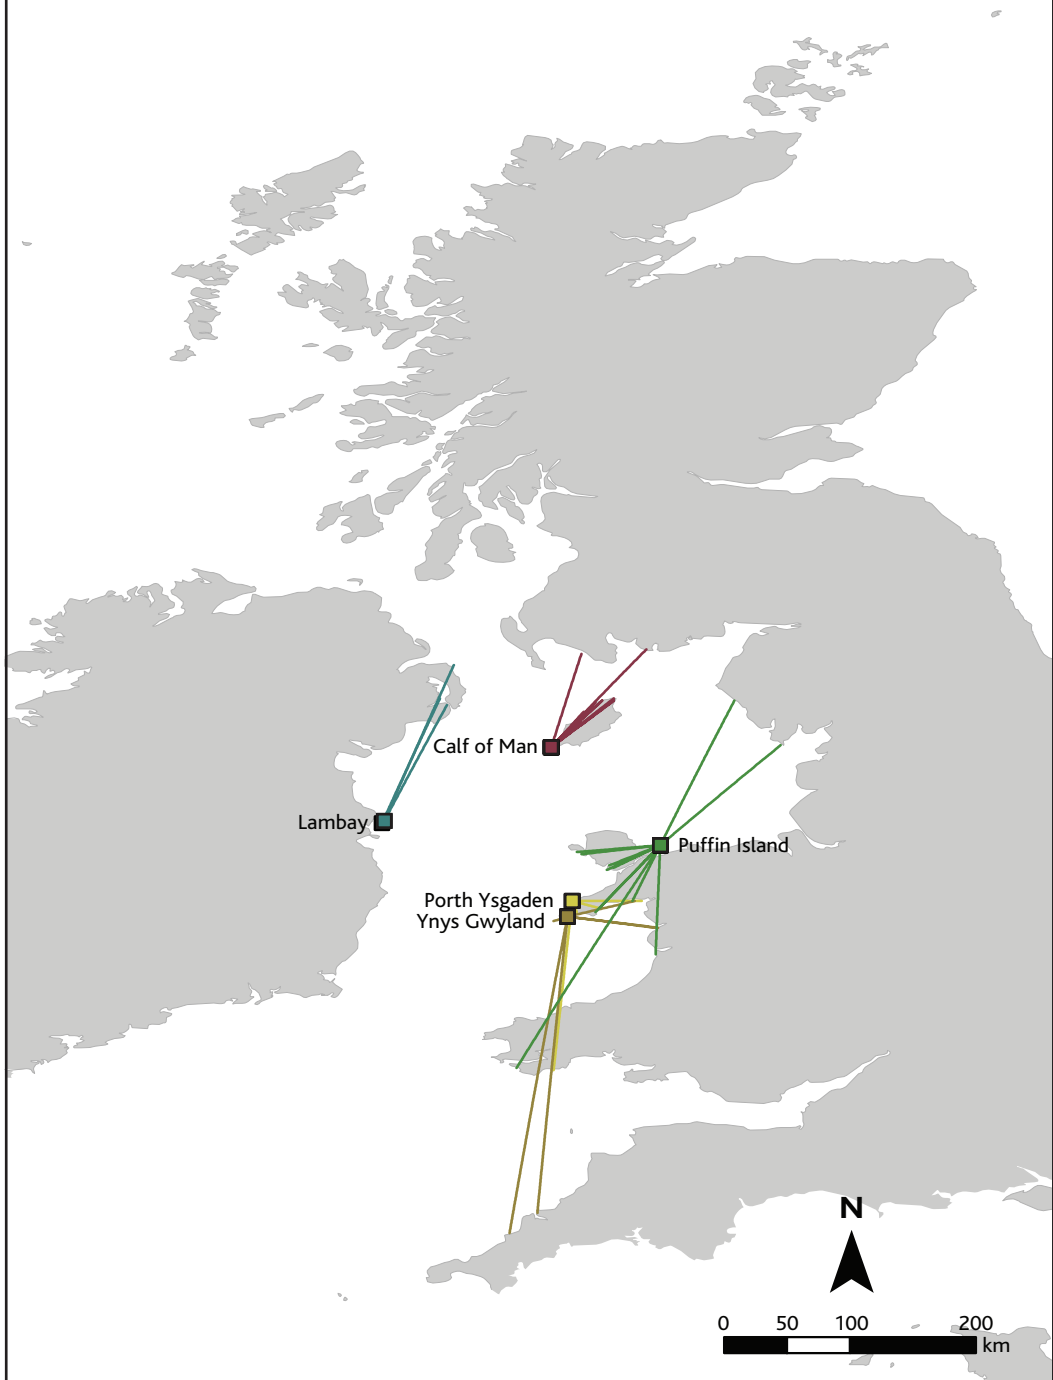 Calf of Man
Lambay
Puffin Island
Porth Ysgaden
Ynys Gwyland
N
0 50 100 200
km